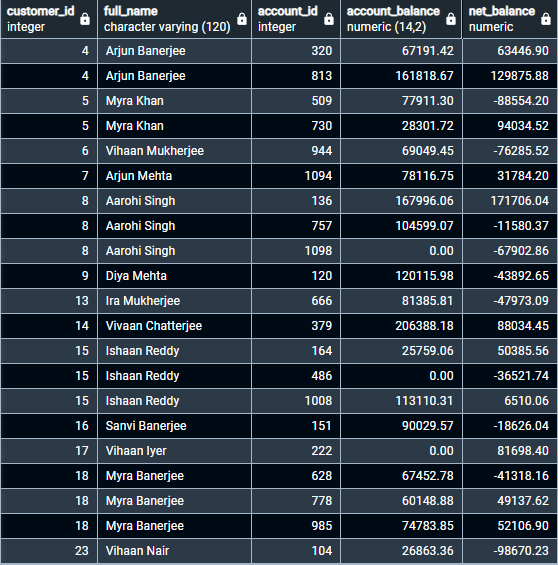 customer_id full_name account_id account_balance net_balance
integer character varying (120) integer numeric (14,2) numeric
4 Arjun Banerjee 320 67191.42 63446.90
4 Arjun Banerjee 813 161818.67 129875.88
5 Myra Khan 509 77911.30 -88554.20
5 Myra Khan 730 28301.72 94034.52
6 Vihaan Mukherjee 944 69049.45 -76285.52
7 Arjun Mehta 1094 78116.75 31784.20
8 Aarohi Singh 136 167996.06 171706.04
8 Aarohi Singh 757 104599.07 -11580.37
8 Aarohi Singh 1098 0.00 -67902.86
9 Diya Mehta 120 120115.98 -43892.65
13 Ira Mukherjee 666 81385.81 -47973.09
14 Vivaan Chatterjee 379 206388.18 88034.45
15 Ishaan Reddy 164 25759.06 50385.56
15 Ishaan Reddy 486 0.00 -36521.74
15 Ishaan Reddy 1008 113110.31 6510.06
16 Sanvi Banerjee 151 90029.57 -18626.04
17 Vihaan Iyer 222 0.00 81698.40
18 Myra Banerjee 628 67452.78 -41318.16
18 Myra Banerjee 778 60148.88 49137.62
18 Myra Banerjee 985 74783.85 52106.90
23 Vihaan Nair 104 26863.36 -98670.23